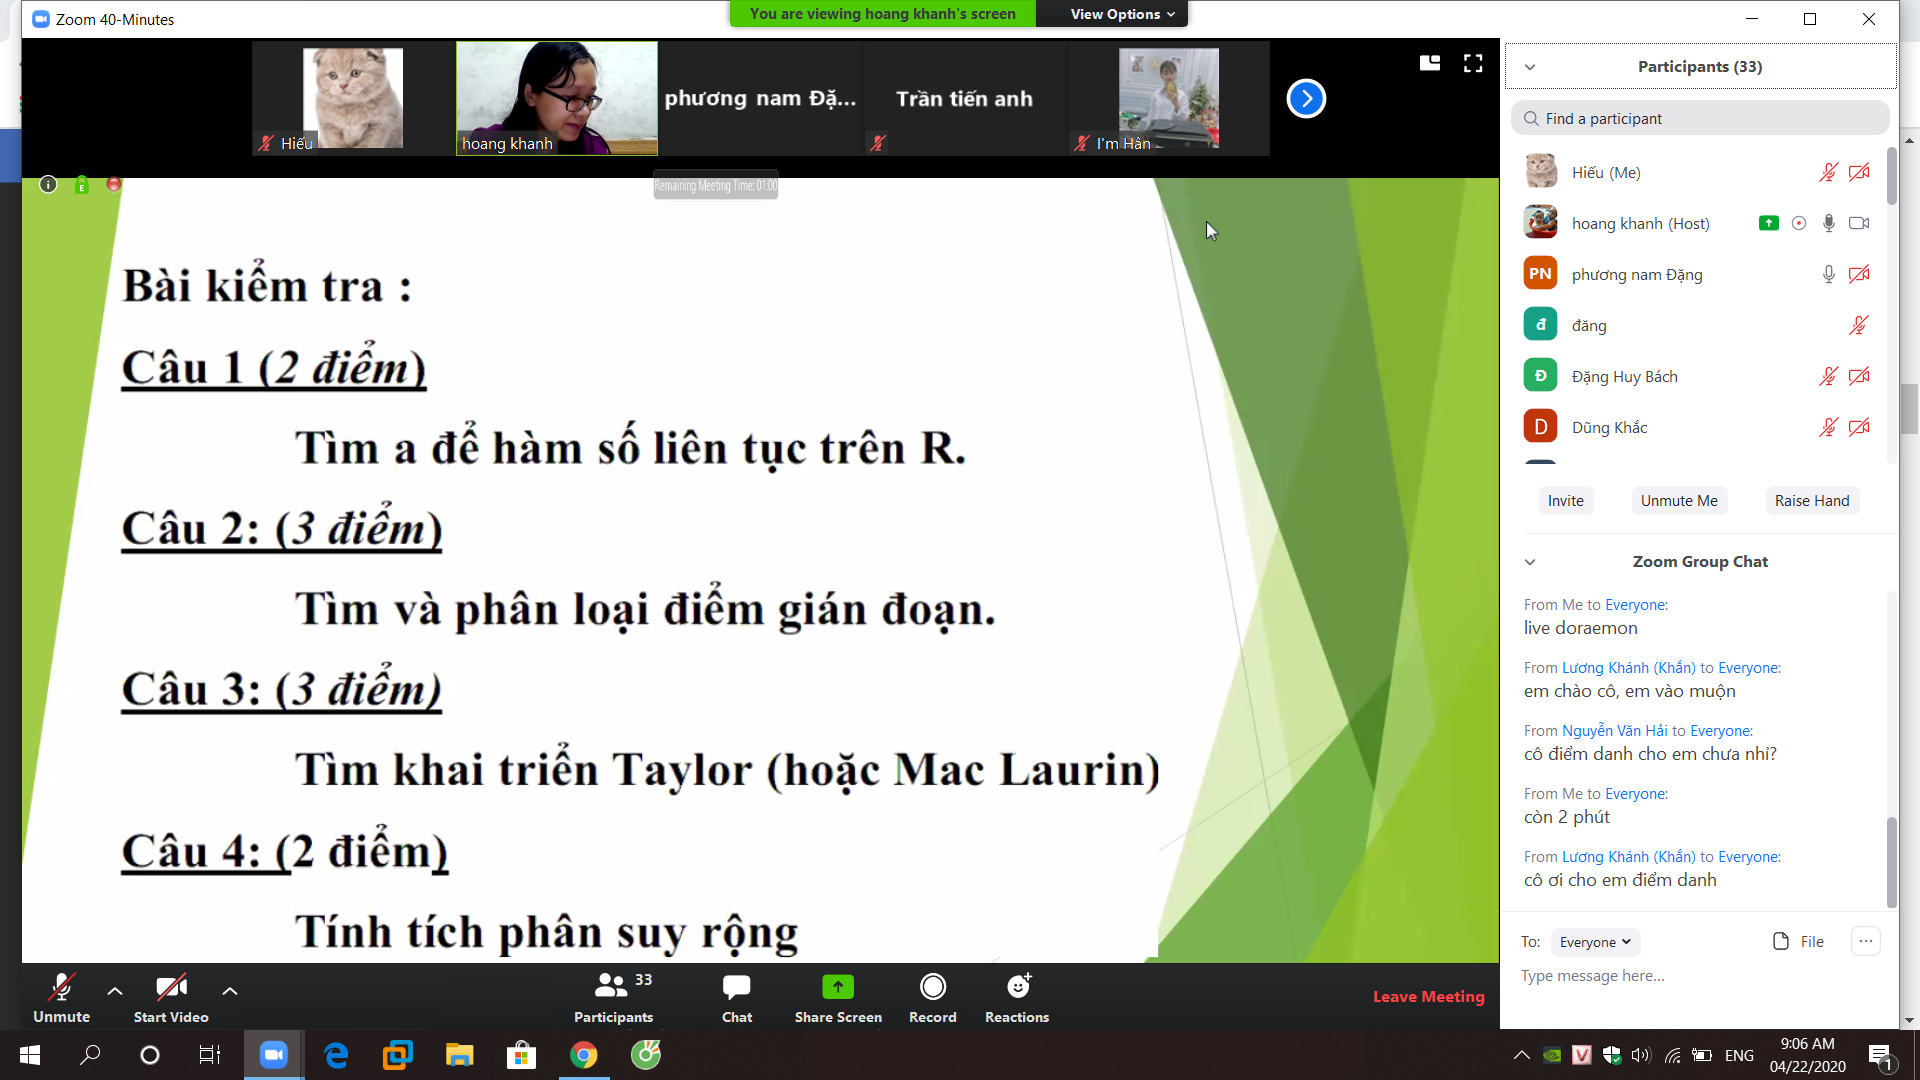 Zoom 40-Minutes
You are viewing hoang khanh's screen
View Options
Hiếu
hoang khanh
phương nam Đặ...
Trần tiến anh
I'm Hân
Remaining Meeting Time: 01:00
Bài kiểm tra :
Câu 1 (2 điểm)
Tìm a để hàm số liên tục trên R.
Câu 2: (3 điểm)
Tìm và phân loại điểm gián đoạn.
Câu 3: (3 điểm)
Tìm khai triển Taylor (hoặc Mac Laurin)
Câu 4: (2 điểm)
Tính tích phân suy rộng
Participants (33)
Find a participant
Hiếu (Me)
hoang khanh (Host)
PN phương nam Đặng
đ đăng
Đ Đặng Huy Bách
D Dũng Khắc
Invite Unmute Me Raise Hand
Zoom Group Chat
From Me to Everyone:
live doraemon
From Lương Khánh (Khắn) to Everyone:
em chào cô, em vào muộn
From Nguyễn Văn Hải to Everyone:
cô điểm danh cho em chưa nhỉ?
From Me to Everyone:
còn 2 phút
From Lương Khánh (Khắn) to Everyone:
cô ơi cho em điểm danh
To: Everyone File
Type message here...
Unmute
Start Video
33
Participants
Chat
Share Screen
Record
Reactions
Leave Meeting
ENG
9:06 AM
04/22/2020
1